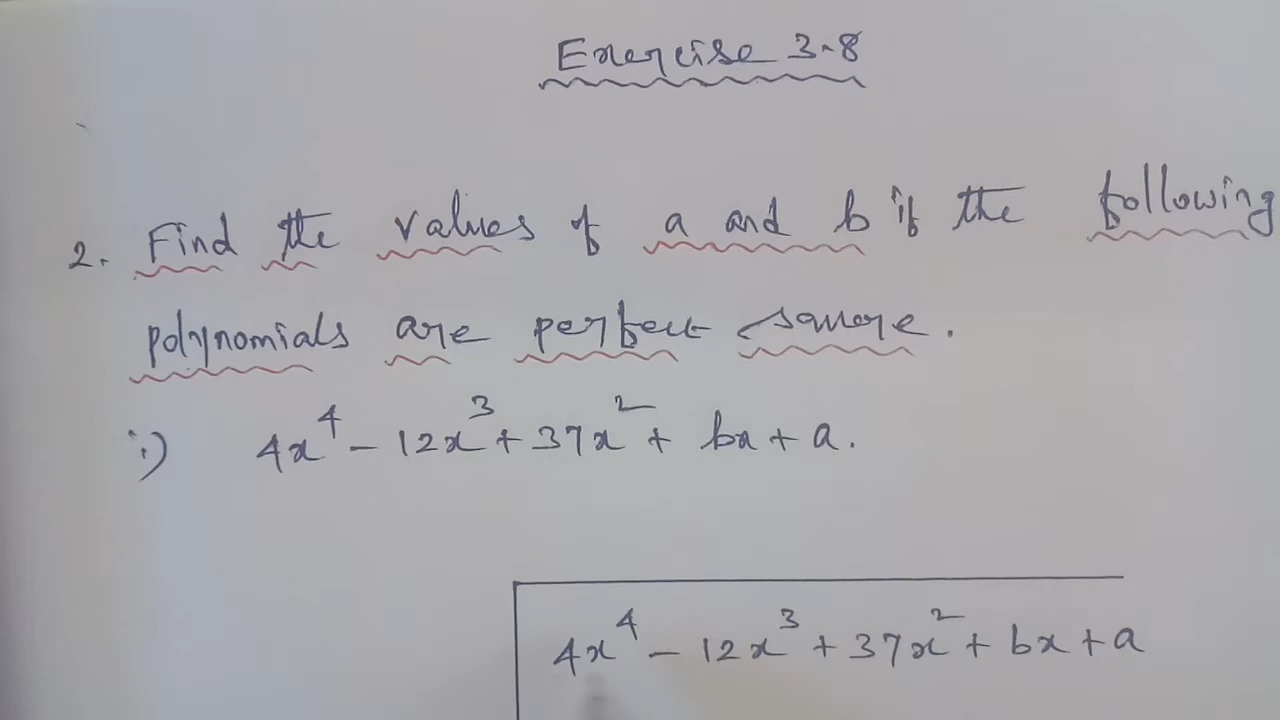 Exercise 3.8
2. Find the values of a and b if the following
polynomials are perfect square.
i) 4x⁴ - 12x³ + 37x² + bx + a.
4x⁴ - 12x³ + 37x² + bx + a